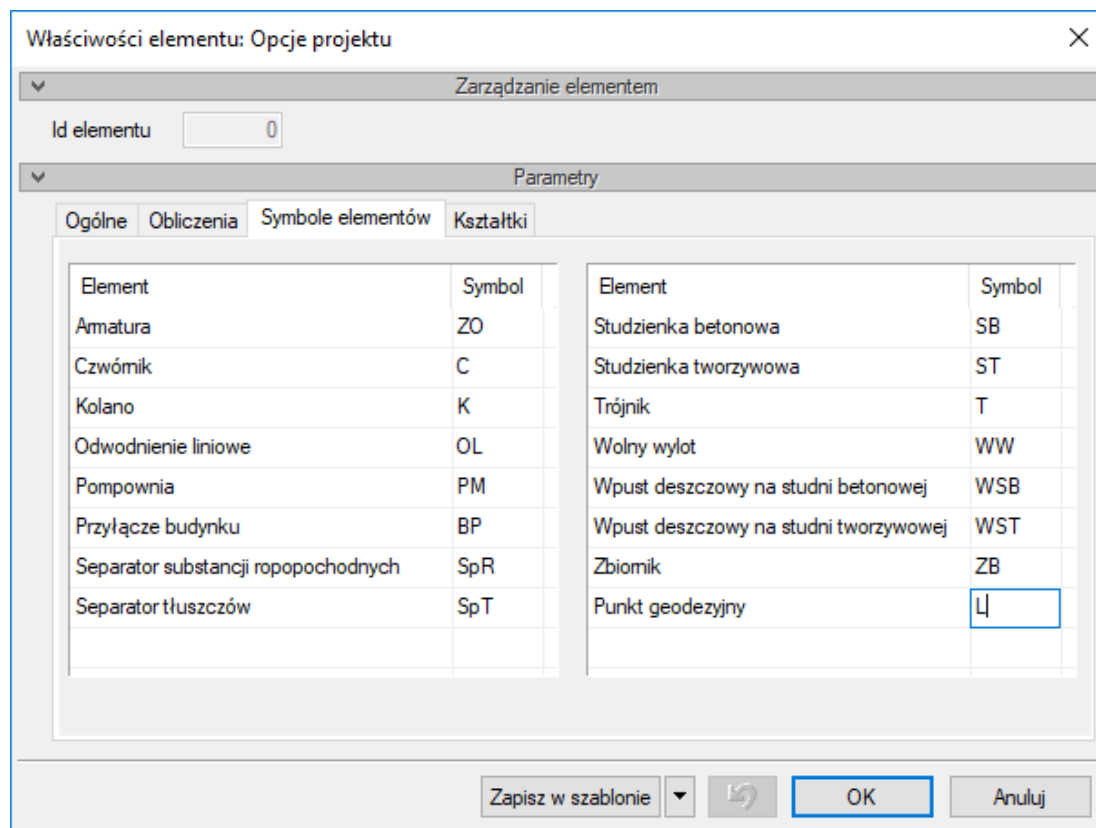 Właściwości elementu: Opcje projektu
Zarządzanie elementem
Id elementu 0
Parametry
Ogólne Obliczenia Symbole elementów Kształtki
Element Symbol
Armatura ZO
Czwórnik C
Kolano K
Odwodnienie liniowe OL
Pompownia PM
Przyłącze budynku BP
Separator substancji ropopochodnych SpR
Separator tłuszczów SpT
Element Symbol
Studzienka betonowa SB
Studzienka tworzywowa ST
Trójnik T
Wolny wylot WW
Wpust deszczowy na studni betonowej WSB
Wpust deszczowy na studni tworzywowej WST
Zbiornik ZB
Punkt geodezyjny L
Zapisz w szablonie OK Anuluj